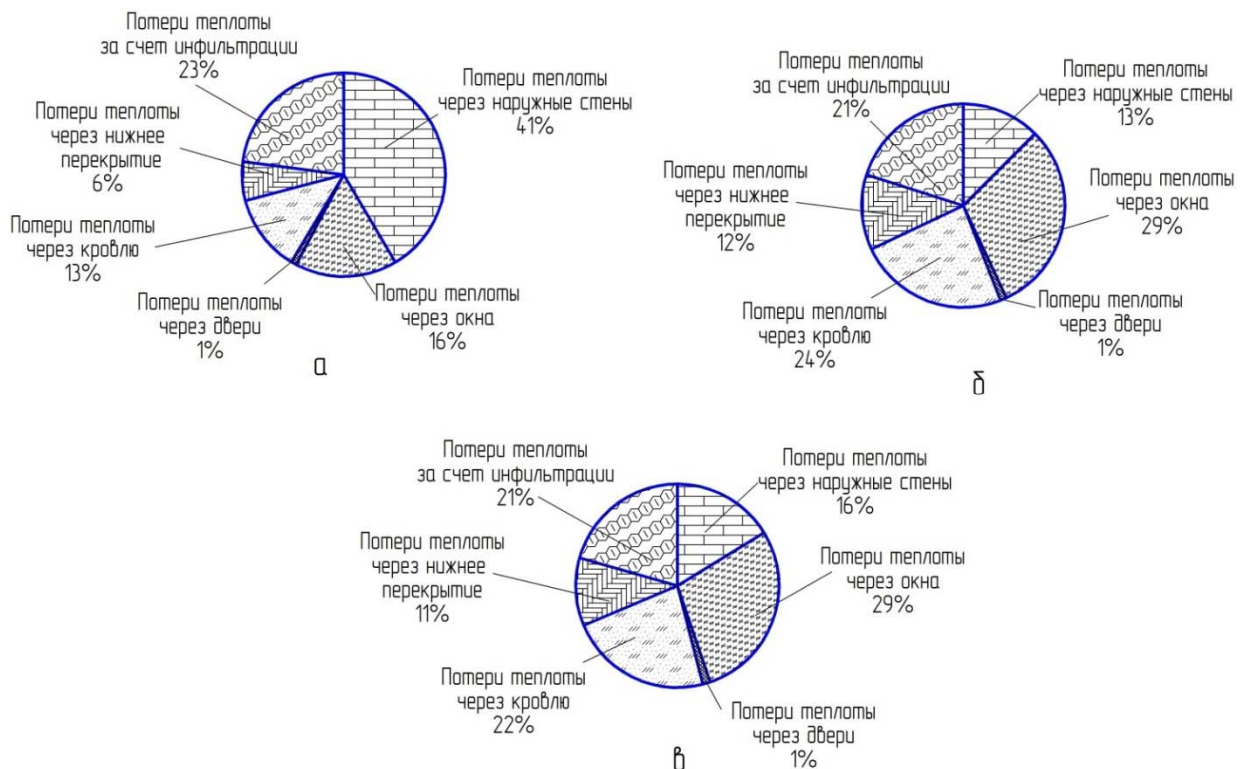 Потери теплоты
за счет инфильтрации
23%
Потери теплоты
через наружные стены
41%
Потери теплоты
через нижнее
перекрытие
6%
Потери теплоты
через кровлю
13%
Потери теплоты
через двери
1%
Потери теплоты
через окна
16%
а
Потери теплоты
за счет инфильтрации
21%
Потери теплоты
через наружные стены
13%
Потери теплоты
через нижнее
перекрытие
12%
Потери теплоты
через окна
29%
Потери теплоты
через кровлю
24%
Потери теплоты
через двери
1%
б
Потери теплоты
за счет инфильтрации
21%
Потери теплоты
через наружные стены
16%
Потери теплоты
через нижнее
перекрытие
11%
Потери теплоты
через окна
29%
Потери теплоты
через кровлю
22%
Потери теплоты
через двери
1%
в